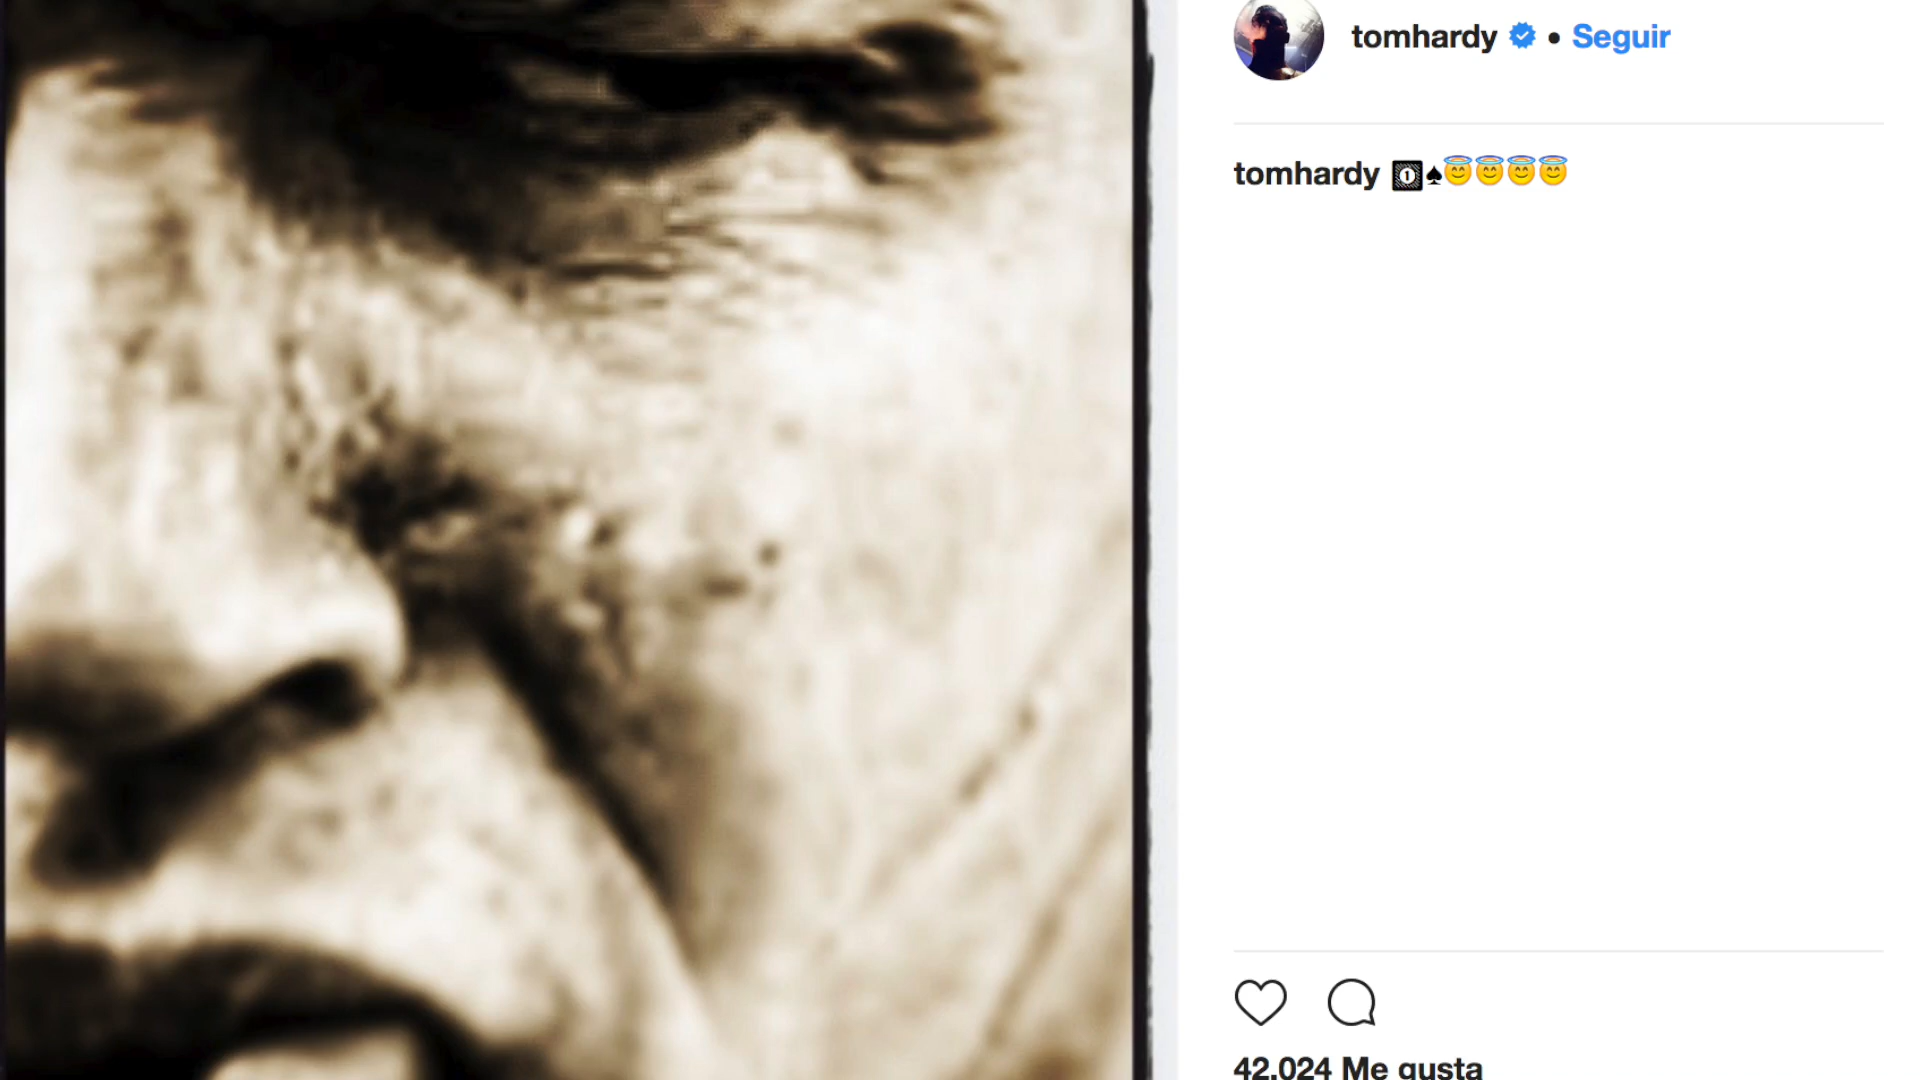 tomhardy • Seguir
tomhardy ♠😇😇😇😇
42.024 Me gusta